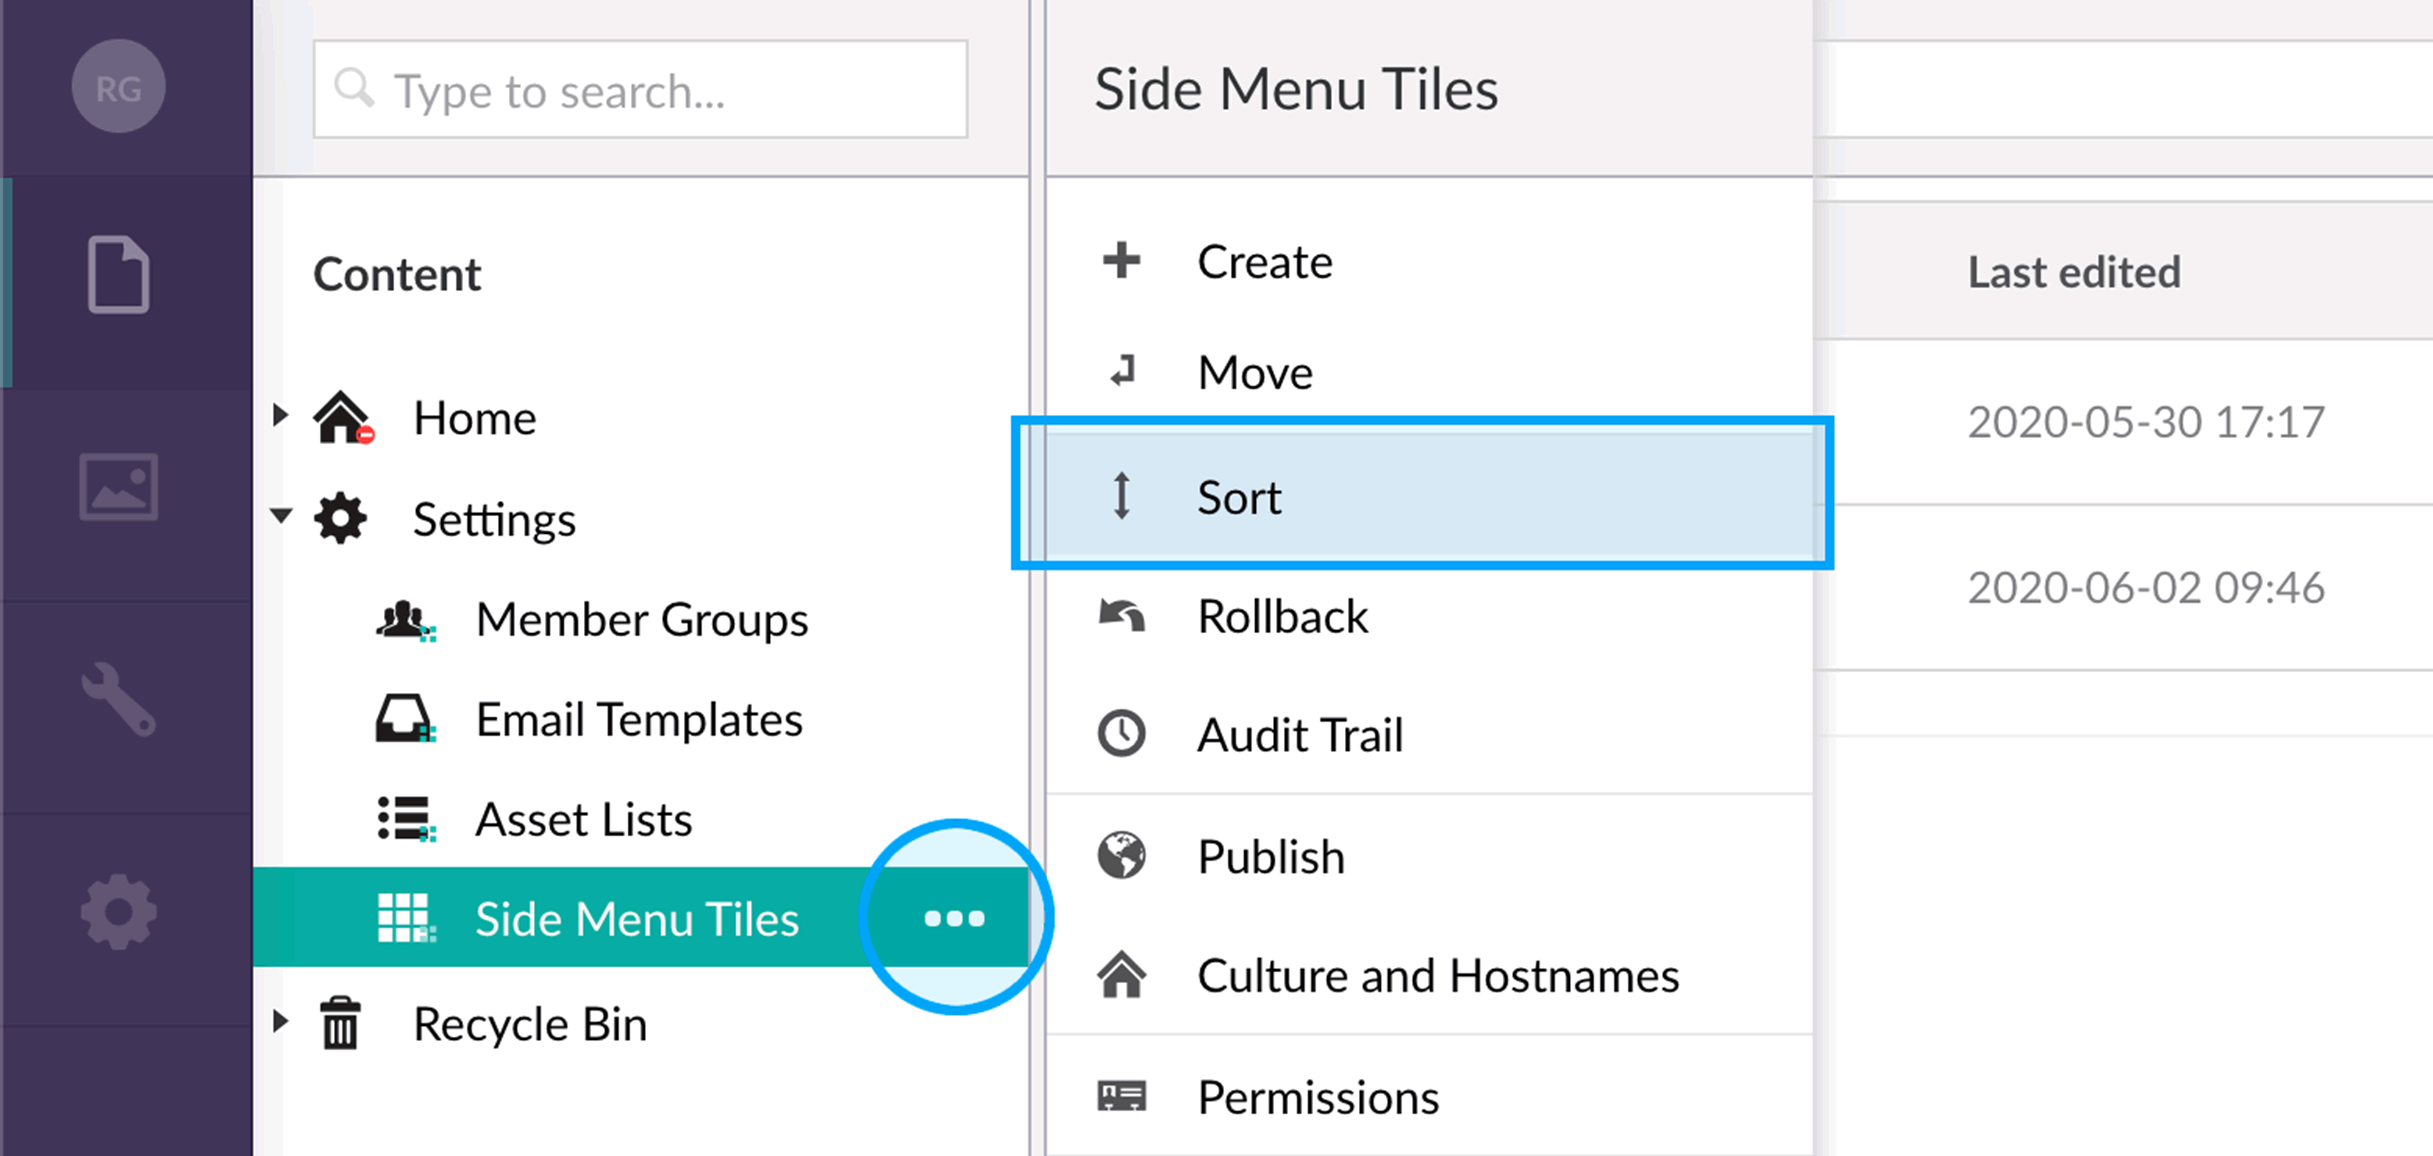 RG
Type to search...
Content
Home
Settings
Member Groups
Email Templates
Asset Lists
Side Menu Tiles
Recycle Bin
Side Menu Tiles
Create
Move
Sort
Rollback
Audit Trail
Publish
Culture and Hostnames
Permissions
Last edited
2020-05-30 17:17
2020-06-02 09:46